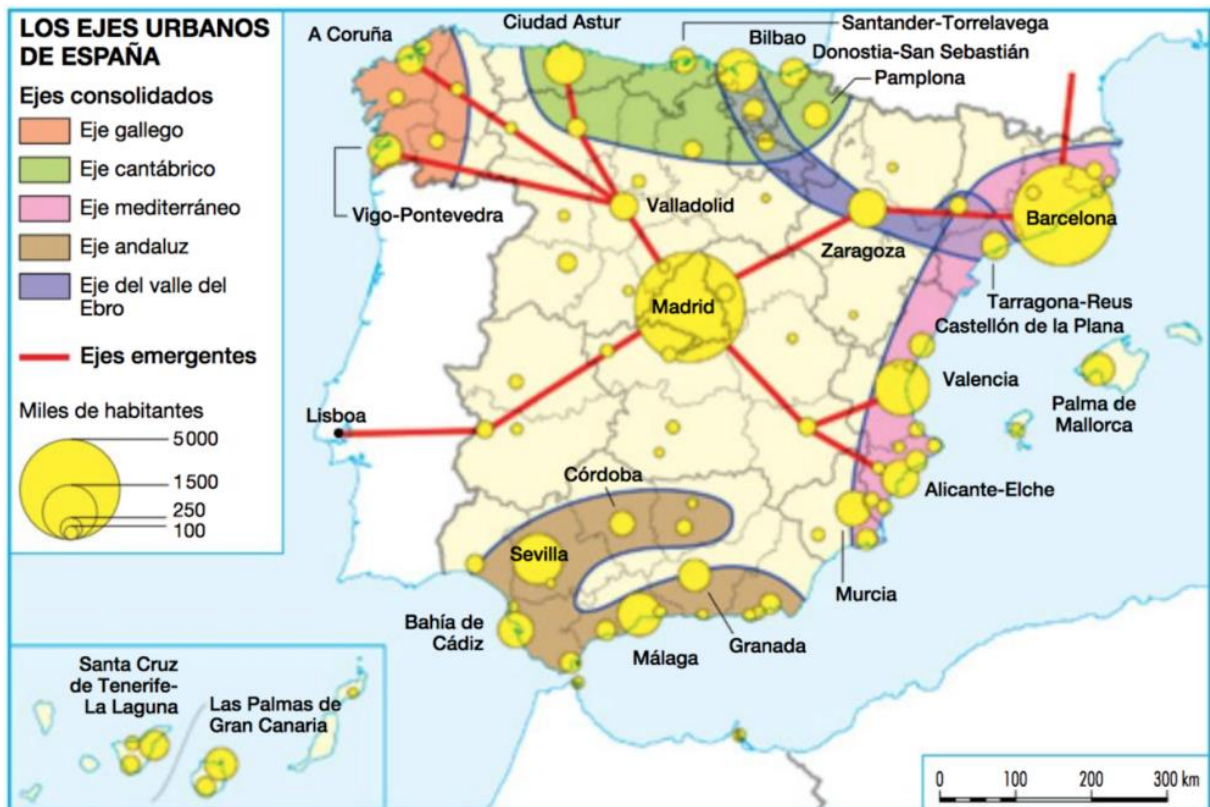 LOS EJES URBANOS
DE ESPAÑA
Ejes consolidados
Eje gallego
Eje cantábrico
Eje mediterráneo
Eje andaluz
Eje del valle del
Ebro
Ejes emergentes
Miles de habitantes
5 000
1500
250
100
A Coruña
Ciudad Astur
Santander-Torrelavega
Bilbao
Donostia-San Sebastián
Pamplona
Vigo-Pontevedra
Valladolid
Zaragoza
Barcelona
Madrid
Tarragona-Reus
Castellón de la Plana
Valencia
Palma de
Mallorca
Lisboa
Córdoba
Alicante-Elche
Sevilla
Murcia
Bahía de
Cádiz
Málaga
Granada
Santa Cruz
de Tenerife-
La Laguna
Las Palmas de
Gran Canaria
0 100 200 300 km